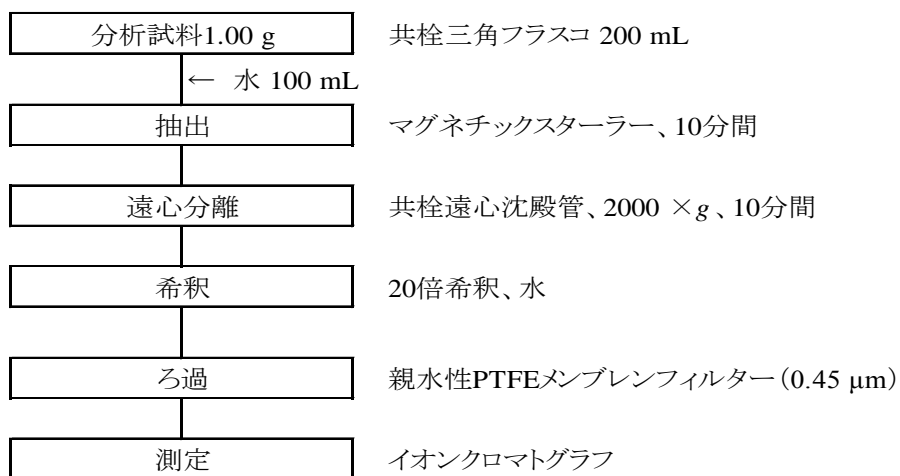 分析試料1.00 g 共栓三角フラスコ 200 mL
← 水 100 mL
抽出 マグネチックスターラー、10分間
遠心分離 共栓遠心沈殿管、2000 ×g 、10分間
希釈 20倍希釈、水
ろ過 親水性PTFEメンブレンフィルター（0.45 µm）
測定 イオンクロマトグラフ